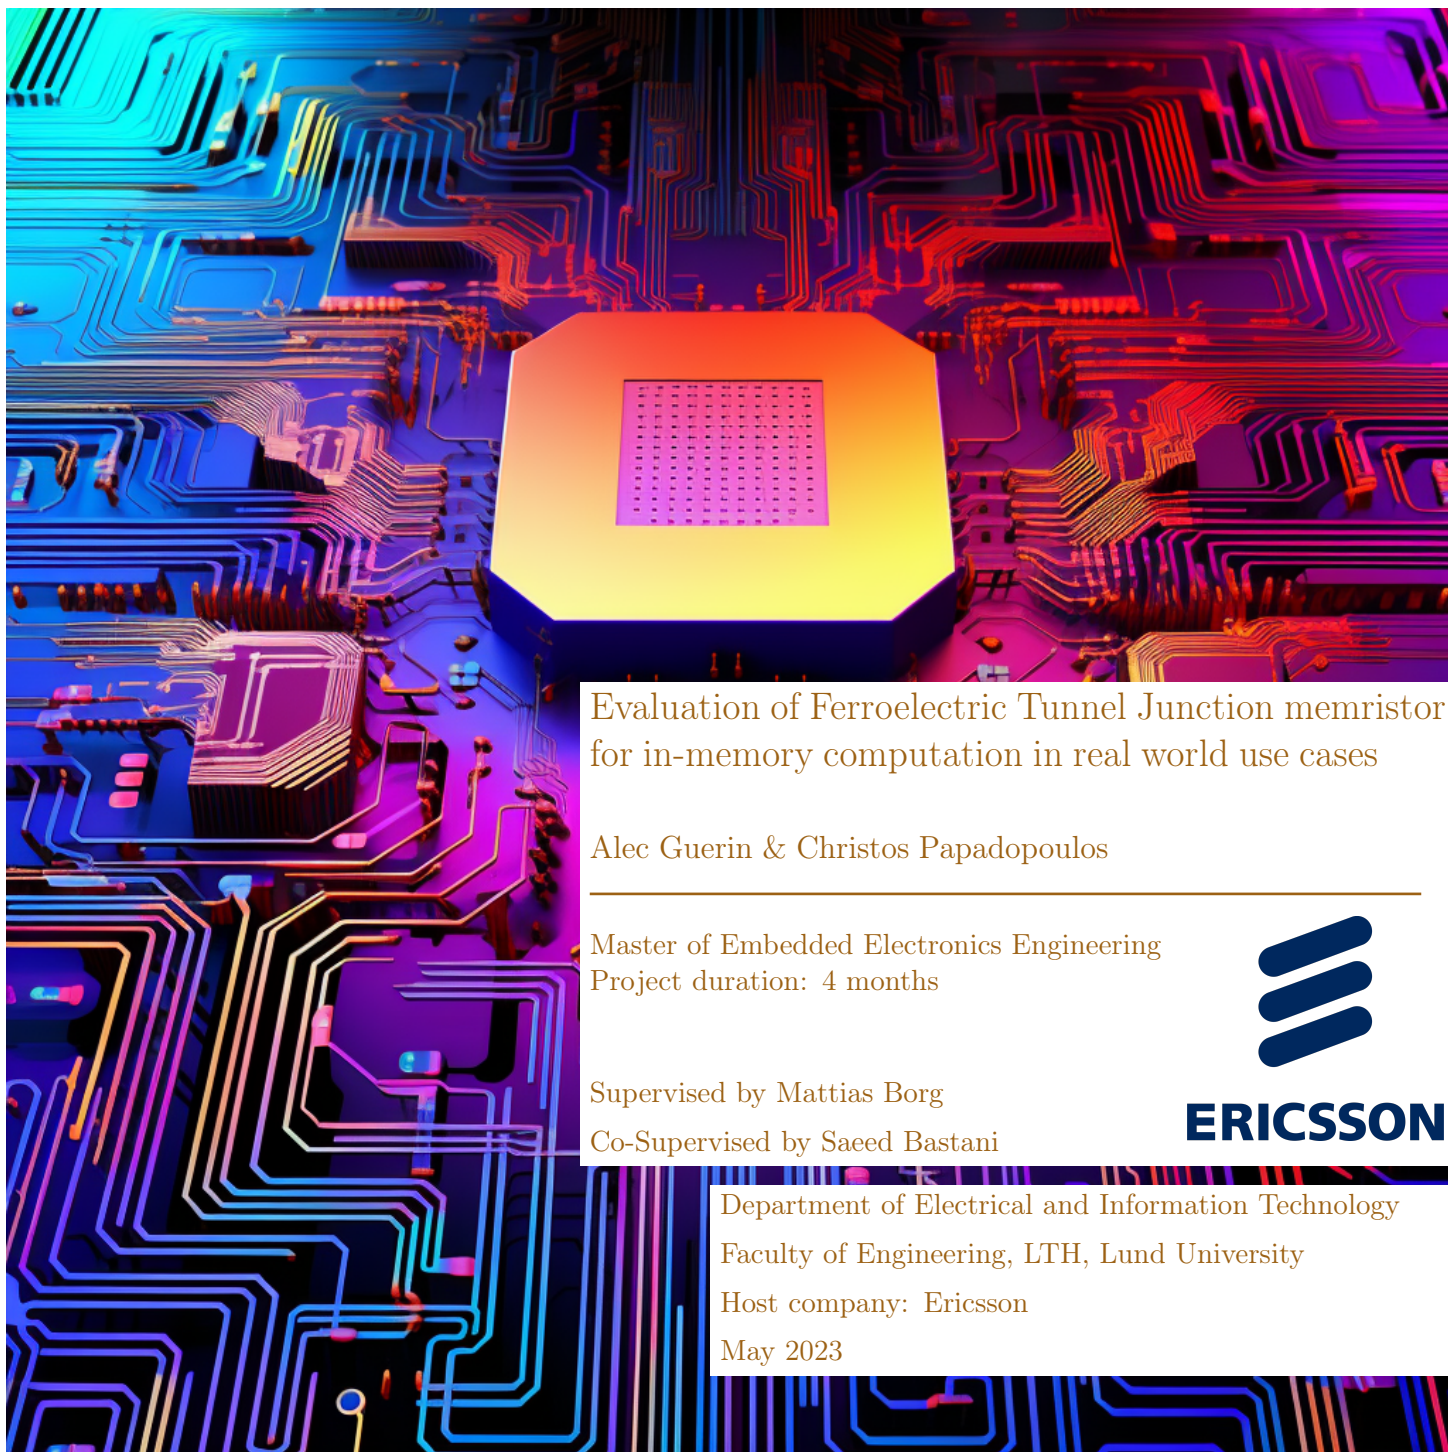 Evaluation of Ferroelectric Tunnel Junction memristor
for in-memory computation in real world use cases
Alec Guerin & Christos Papadopoulos
Master of Embedded Electronics Engineering
Project duration: 4 months
Supervised by Mattias Borg
Co-Supervised by Saeed Bastani
ERICSSON
Department of Electrical and Information Technology
Faculty of Engineering, LTH, Lund University
Host company: Ericsson
May 2023